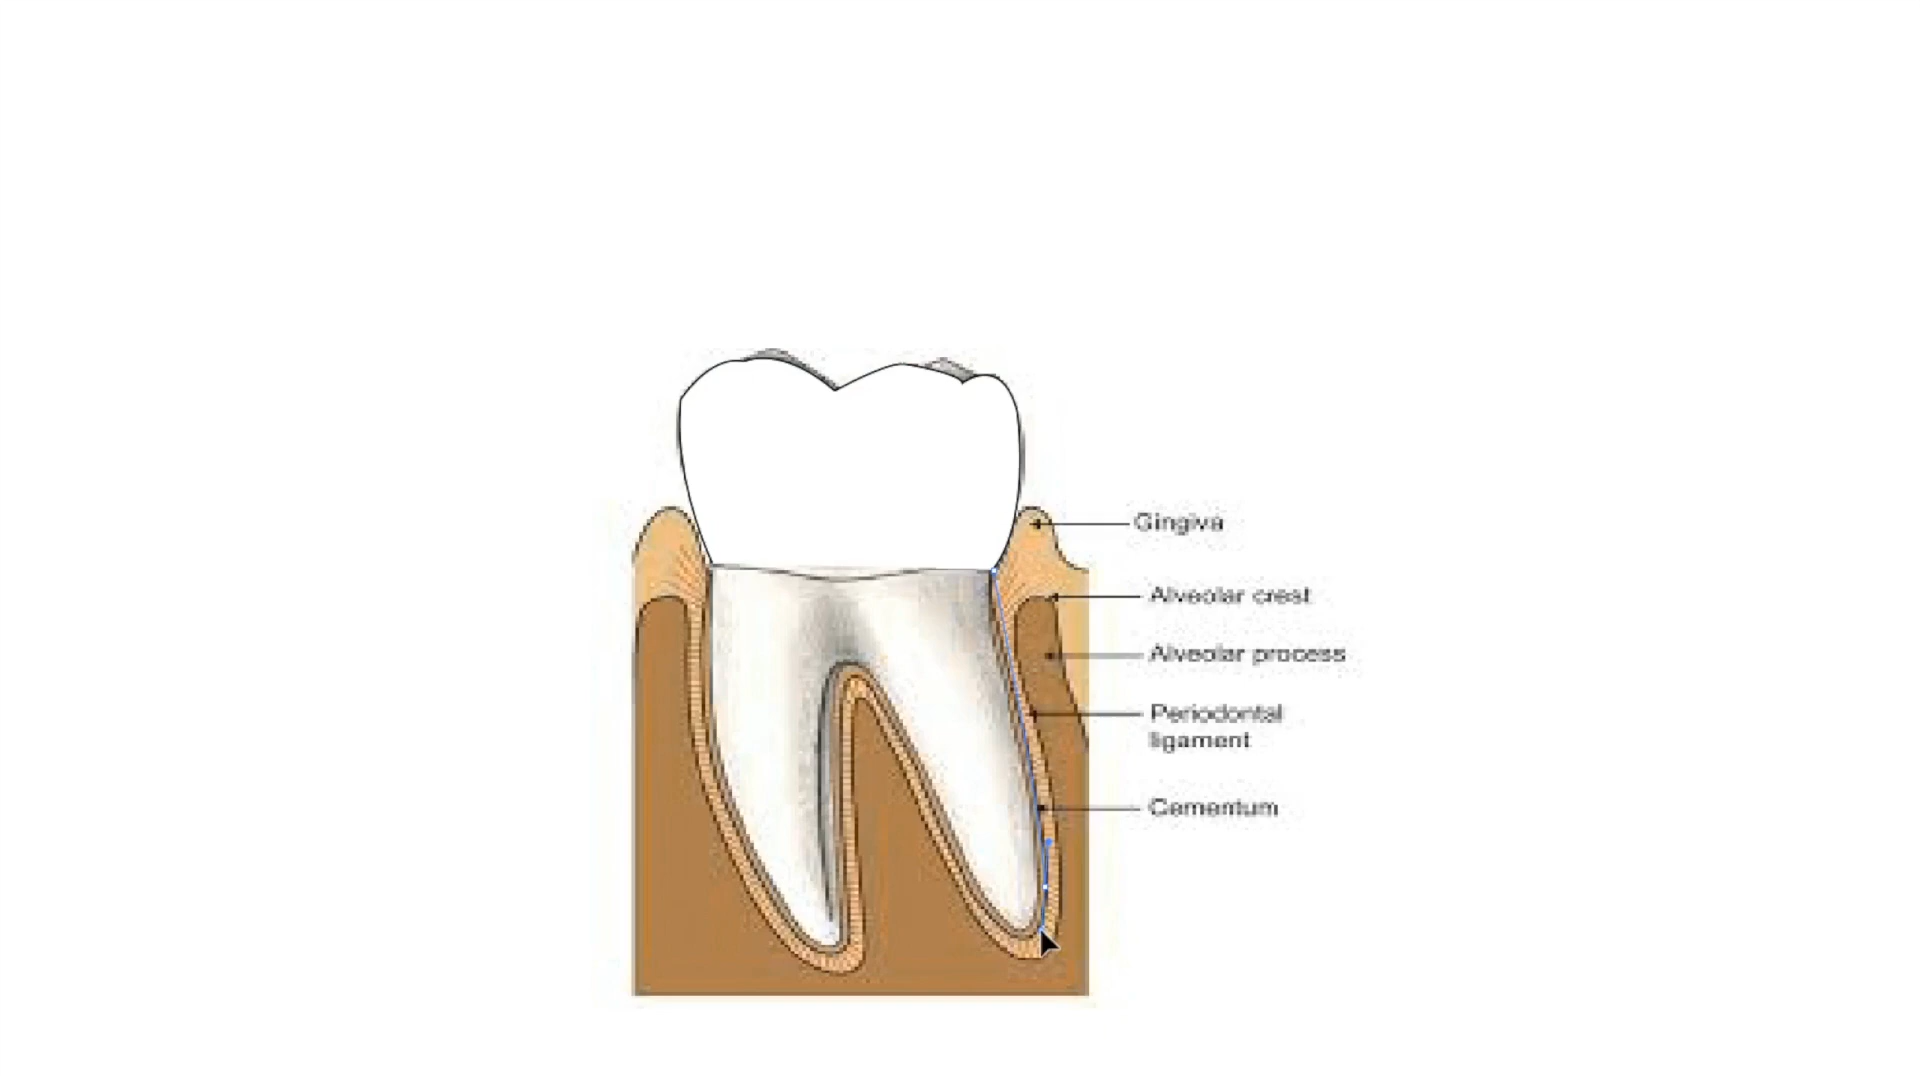 Gingiva
Alveolar crest
Alveolar process
Periodontal
ligament
Cementum